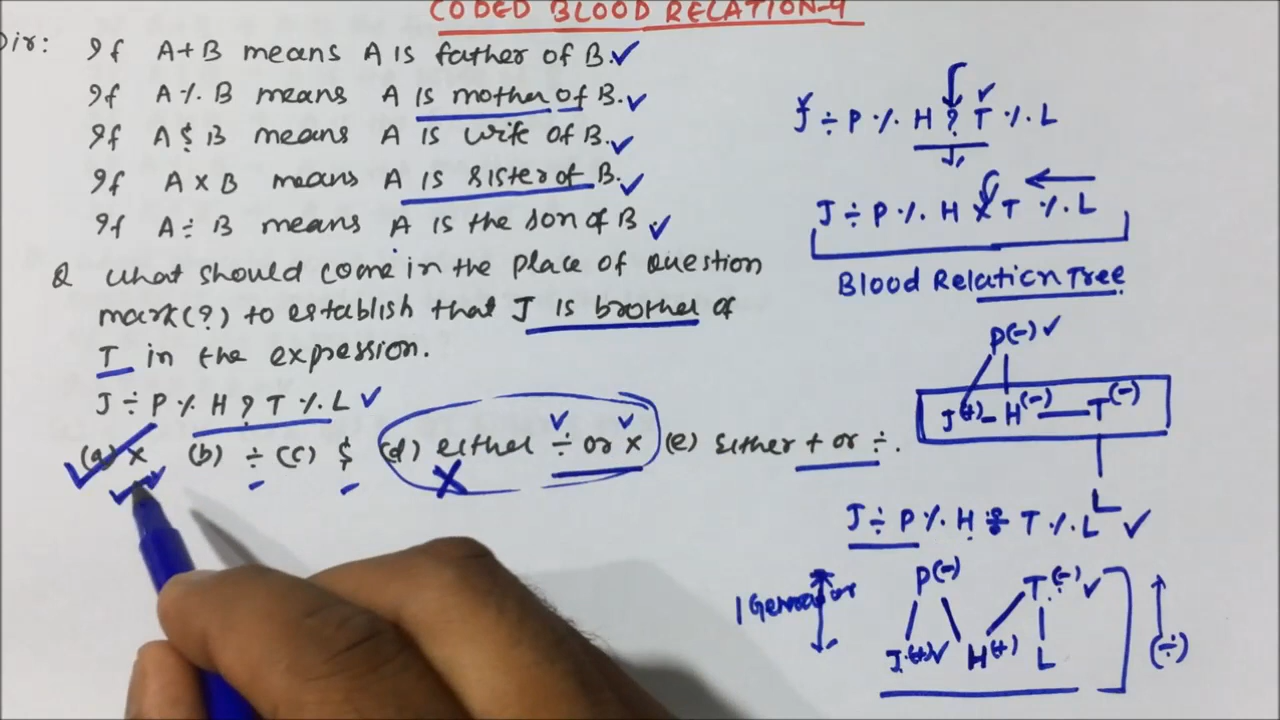 CODED BLOOD RELATION-4
Dir: If A+B means A is father of B.
If A % B means A is mother of B.
If A $ B means A is wife of B.
If A × B means A is sister of B.
If A ÷ B means A is the son of B
Q What should come in the place of question
mark(?) to establish that J is brother of
T in the expression.
J ÷ P % H ? T % L
(a) × (b) ÷ (c) $ (d) either ÷ or × (e) Either + or ÷.
J ÷ P % H ? T % L
J ÷ P % H × T % L
Blood Relation Tree
P(-)
J(+) - H(-) — T(-)
L
J ÷ P % H ÷ T % L
P(-) T(-)
J(+) H(+) L
(÷)